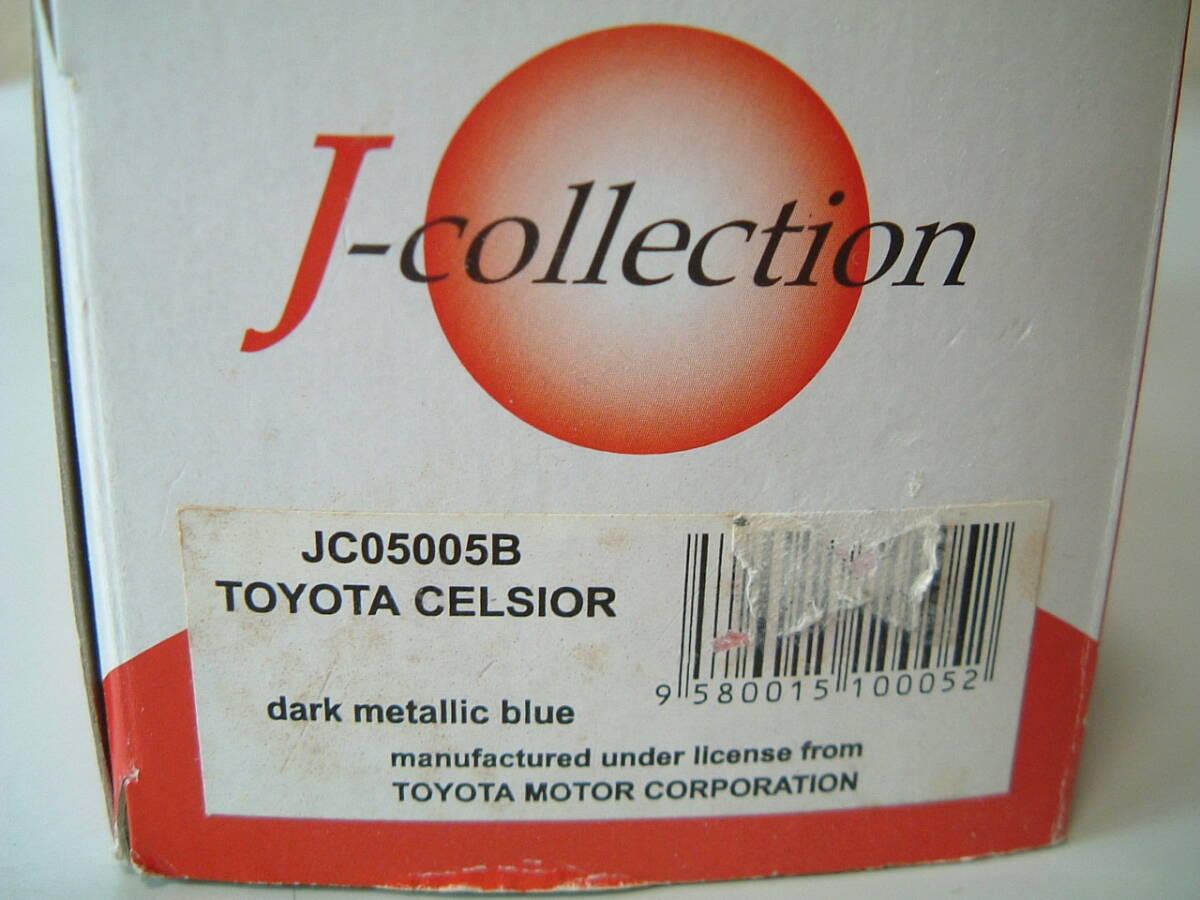 J-collection
JC05005B
TOYOTA CELSIOR
9 580015 100052
dark metallic blue
manufactured under license from
TOYOTA MOTOR CORPORATION